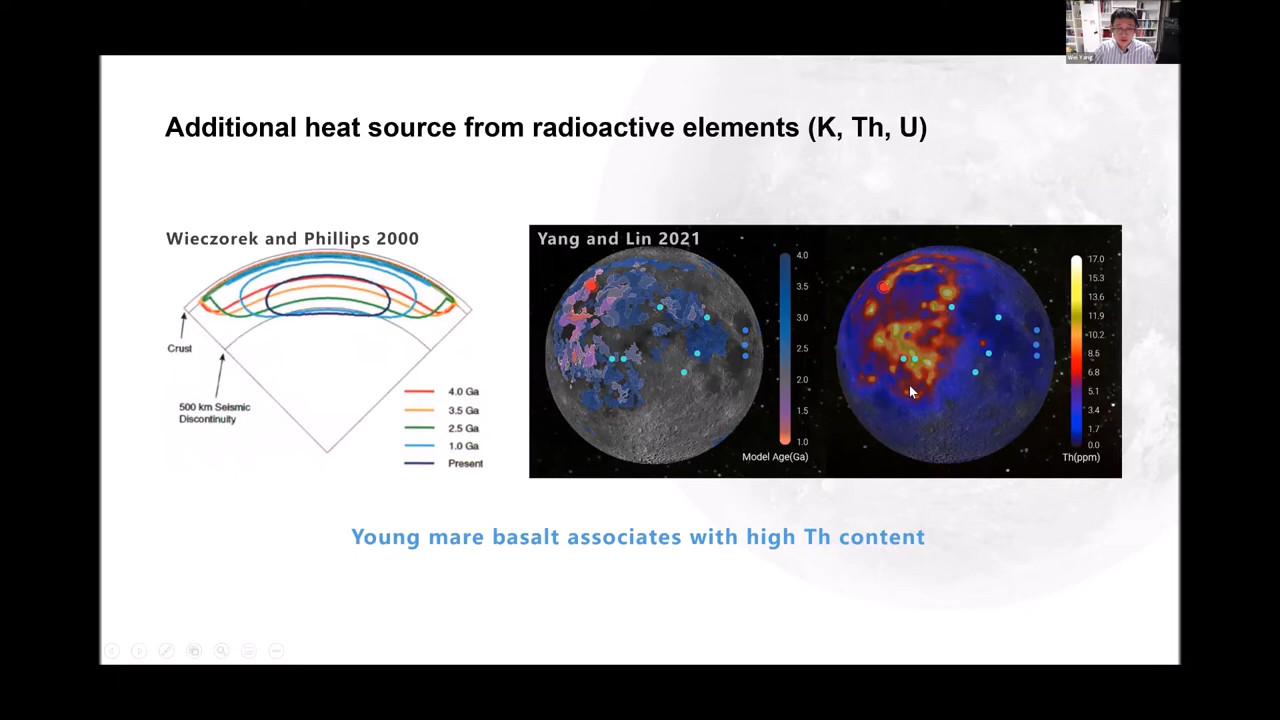 Wei Yang
Additional heat source from radioactive elements (K, Th, U)
Wieczorek and Phillips 2000
Crust
500 km Seismic
Discontinuity
4.0 Ga
3.5 Ga
2.5 Ga
1.0 Ga
Present
Yang and Lin 2021
4.0
3.5
3.0
2.5
2.0
1.5
1.0
Model Age(Ga)
17.0
15.3
13.6
11.9
10.2
8.5
6.8
5.1
3.4
1.7
0.0
Th(ppm)
Young mare basalt associates with high Th content